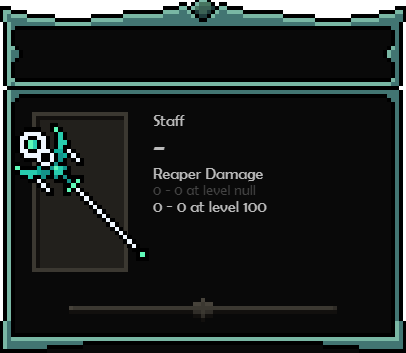 Staff
–
Reaper Damage
0 - 0 at level null
0 - 0 at level 100